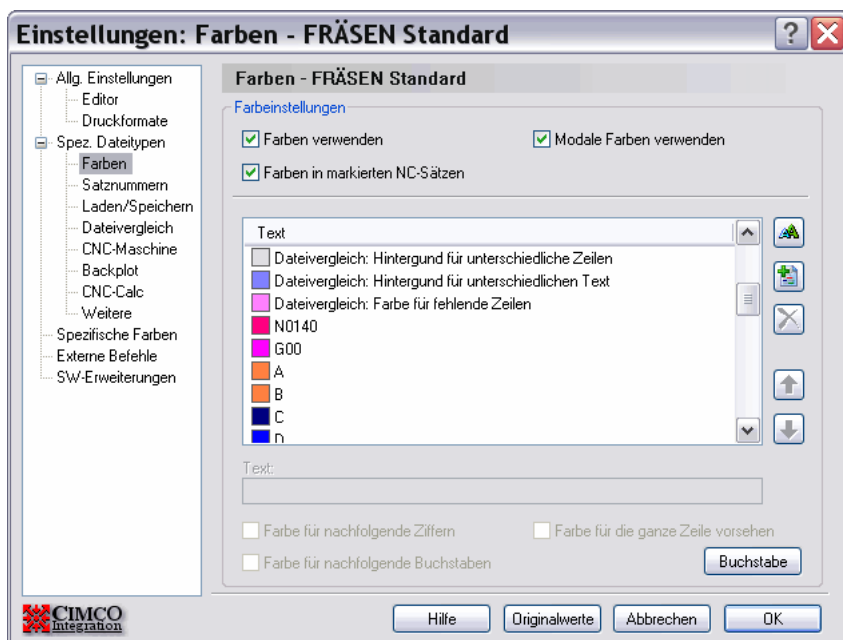 Einstellungen: Farben - FRÄSEN Standard
Allg. Einstellungen
Editor
Druckformate
Spez. Dateitypen
Farben
Satznummern
Laden/Speichern
Dateivergleich
CNC-Maschine
Backplot
CNC-Calc
Weitere
Spezifische Farben
Externe Befehle
SW-Erweiterungen
Farben - FRÄSEN Standard
Farbeinstellungen
Farben verwenden
Modale Farben verwenden
Farben in markierten NC-Sätzen
Text
Dateivergleich: Hintergund für unterschiedliche Zeilen
Dateivergleich: Hintergund für unterschiedlichen Text
Dateivergleich: Farbe für fehlende Zeilen
N0140
G00
A
B
C
D
Text:
Farbe für nachfolgende Ziffern
Farbe für die ganze Zeile vorsehen
Farbe für nachfolgende Buchstaben
Buchstabe
CIMCO
Integration
Hilfe
Originalwerte
Abbrechen
OK